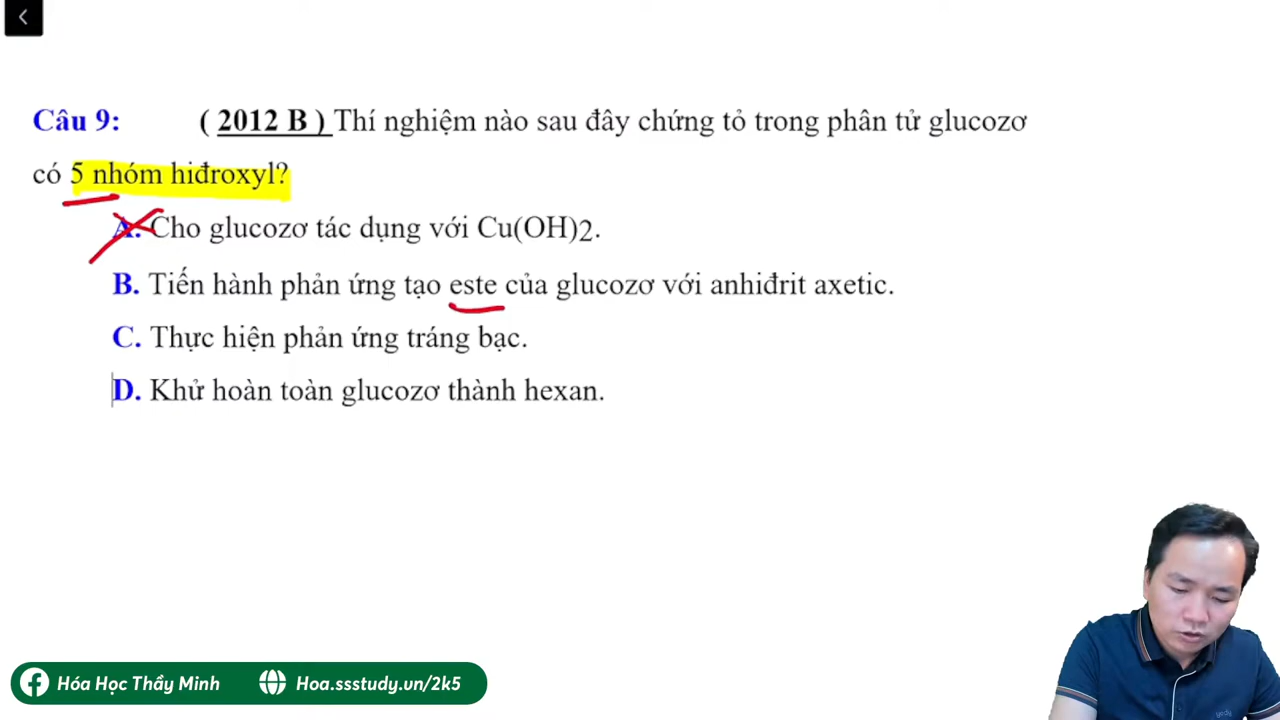 Câu 9: ( 2012 B ) Thí nghiệm nào sau đây chứng tỏ trong phân tử glucozơ
có 5 nhóm hiđroxyl?
A. Cho glucozơ tác dụng với Cu(OH)2.
B. Tiến hành phản ứng tạo este của glucozơ với anhiđrit axetic.
C. Thực hiện phản ứng tráng bạc.
D. Khử hoàn toàn glucozơ thành hexan.
Hóa Học Thầy Minh Hoa.ssstudy.vn/2k5